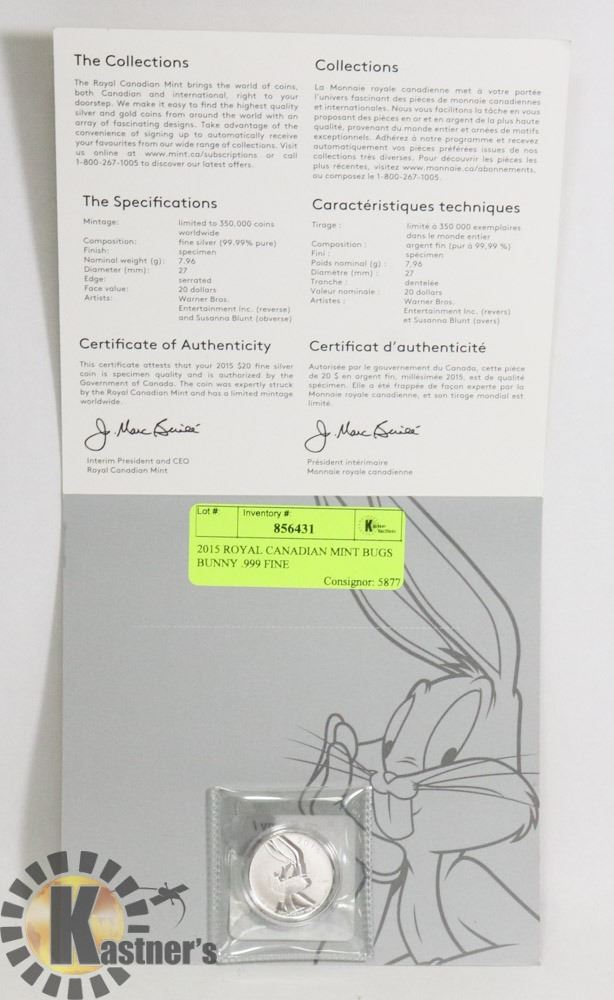 The Collections
The Royal Canadian Mint brings the world of coins,
both Canadian and international, right to your
doorstep. We make it easy to find the highest quality
silver and gold coins from around the world with an
array of fascinating designs. Take advantage of the
convenience of signing up to automatically receive
your favourites from our wide range of collections. Visit
us online at www.mint.ca/subscriptions or call
1-800-267-1005 to discover our latest offers.
Collections
La Monnaie royale canadienne met à votre portée
l'univers fascinant des pièces de monnaie canadiennes
et internationales. Nous vous facilitons la tâche en vous
proposant des pièces en or et en argent de la plus haute
qualité, provenant du monde entier et ornées de motifs
exceptionnels. Adhérez à notre programme et recevez
automatiquement vos pièces préférées issues de nos
collections très diverses. Pour découvrir les pièces les
plus récentes, visitez www.monnaie.ca/abonnements,
ou composez le 1-800-267-1005.
The Specifications
Mintage: limited to 350,000 coins
worldwide
Composition: fine silver (99.99% pure)
Finish: specimen
Nominal weight (g): 7.96
Diameter (mm): 27
Edge: serrated
Face value: 20 dollars
Artists: Warner Bros.
Entertainment Inc. (reverse)
and Susanna Blunt (obverse)
Caractéristiques techniques
Tirage : limité à 350 000 exemplaires
dans le monde entier
Composition : argent fin (pur à 99,99 %)
Fini : spécimen
Poids nominal (g) : 7,96
Diamètre (mm) : 27
Tranche : dentelée
Valeur nominale : 20 dollars
Artistes : Warner Bros.
Entertainment Inc. (revers)
et Susanna Blunt (avers)
Certificate of Authenticity
This certificate attests that your 2015 $20 fine silver
coin is specimen quality and is authorized by the
Government of Canada. The coin was expertly struck
by the Royal Canadian Mint and has a limited mintage
worldwide.
Interim President and CEO
Royal Canadian Mint
Certificat d'authenticité
Autorisée par le gouvernement du Canada, cette pièce
de 20 $ en argent fin, millésimée 2015, est de qualité
spécimen. Elle a été frappée de façon experte par la
Monnaie royale canadienne, et son tirage mondial est
limité.
Président intérimaire
Monnaie royale canadienne
Lot #: Inventory #:
856431
2015 ROYAL CANADIAN MINT BUGS
BUNNY .999 FINE
Consignor: 5877
Kastner's